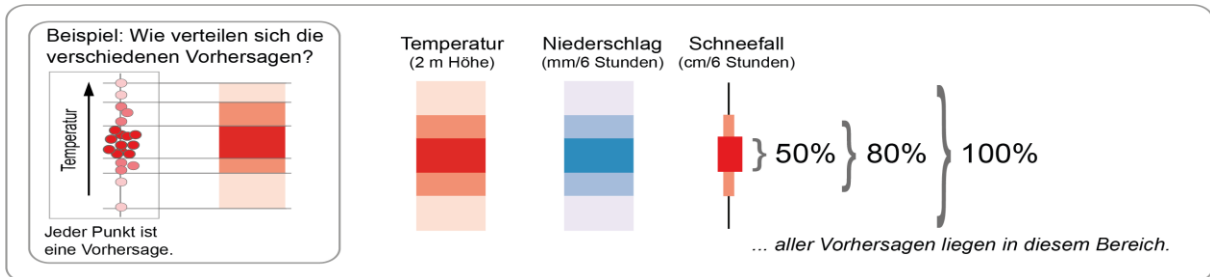 Beispiel: Wie verteilen sich die
verschiedenen Vorhersagen?
Temperatur
Jeder Punkt ist
eine Vorhersage.
Temperatur
(2 m Höhe)
Niederschlag
(mm/6 Stunden)
Schneefall
(cm/6 Stunden)
50%
80%
100%
... aller Vorhersagen liegen in diesem Bereich.